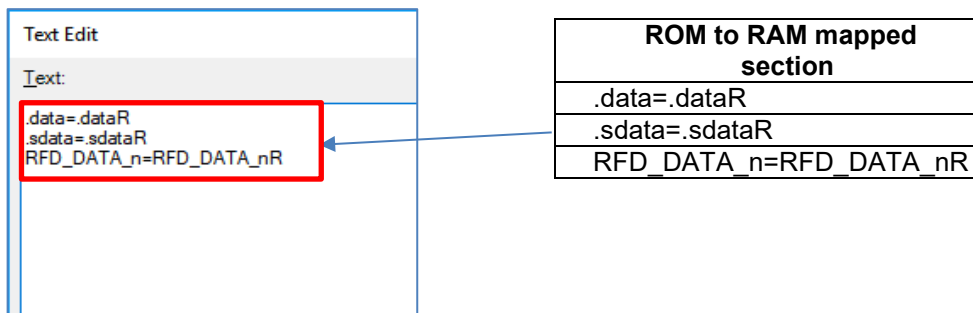 Text Edit
Text:
.data=.dataR
.sdata=.sdataR
RFD_DATA_n=RFD_DATA_nR
ROM to RAM mapped
section
.data=.dataR
.sdata=.sdataR
RFD_DATA_n=RFD_DATA_nR